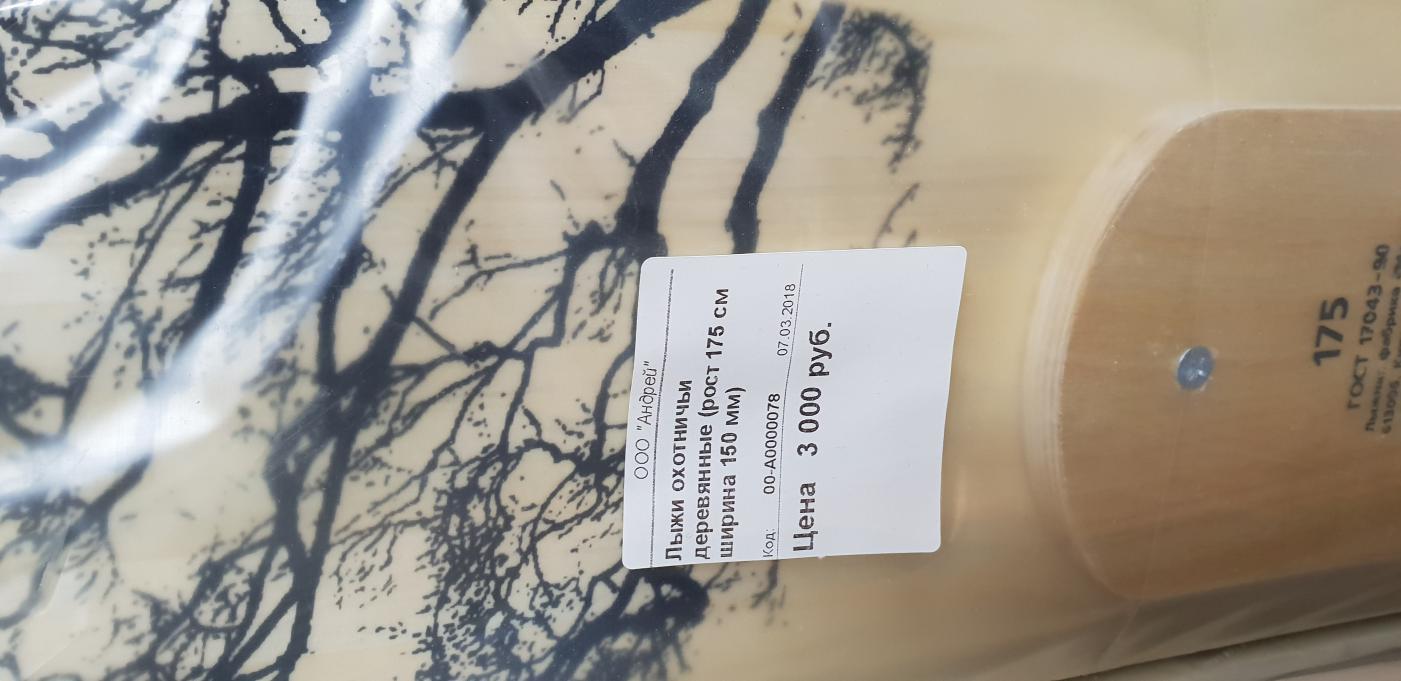 ООО "Андрей"
Лыжи охотничьи
деревянные (рост 175 см
ширина 150 мм)
Код: 00-А0000078 07.03.2018
Цена 3 000 руб.
175
ГОСТ 17043-90
фабрика